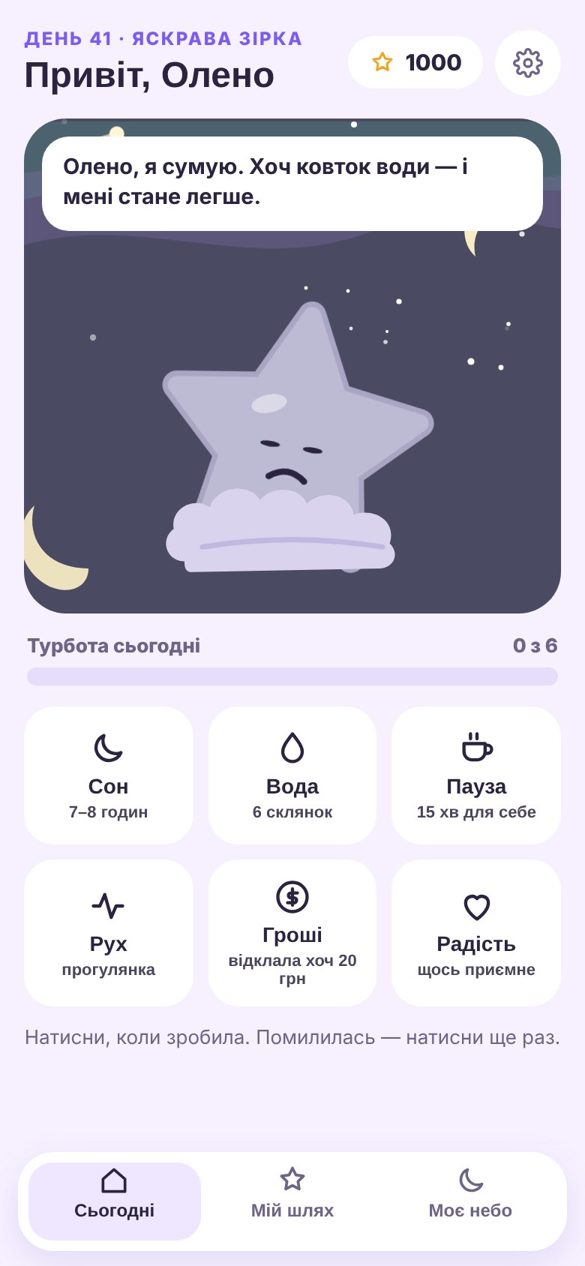 ДЕНЬ 41 · ЯСКРАВА ЗІРКА
Привіт, Олено
1000
Олено, я сумую. Хоч ковток води — і
мені стане легше.
Турбота сьогодні
0 з 6
Сон
7–8 годин
Вода
6 склянок
Пауза
15 хв для себе
Рух
прогулянка
Гроші
відклала хоч 20
грн
Радість
щось приємне
Натисни, коли зробила. Помилилась — натисни ще раз.
Сьогодні
Мій шлях
Моє небо